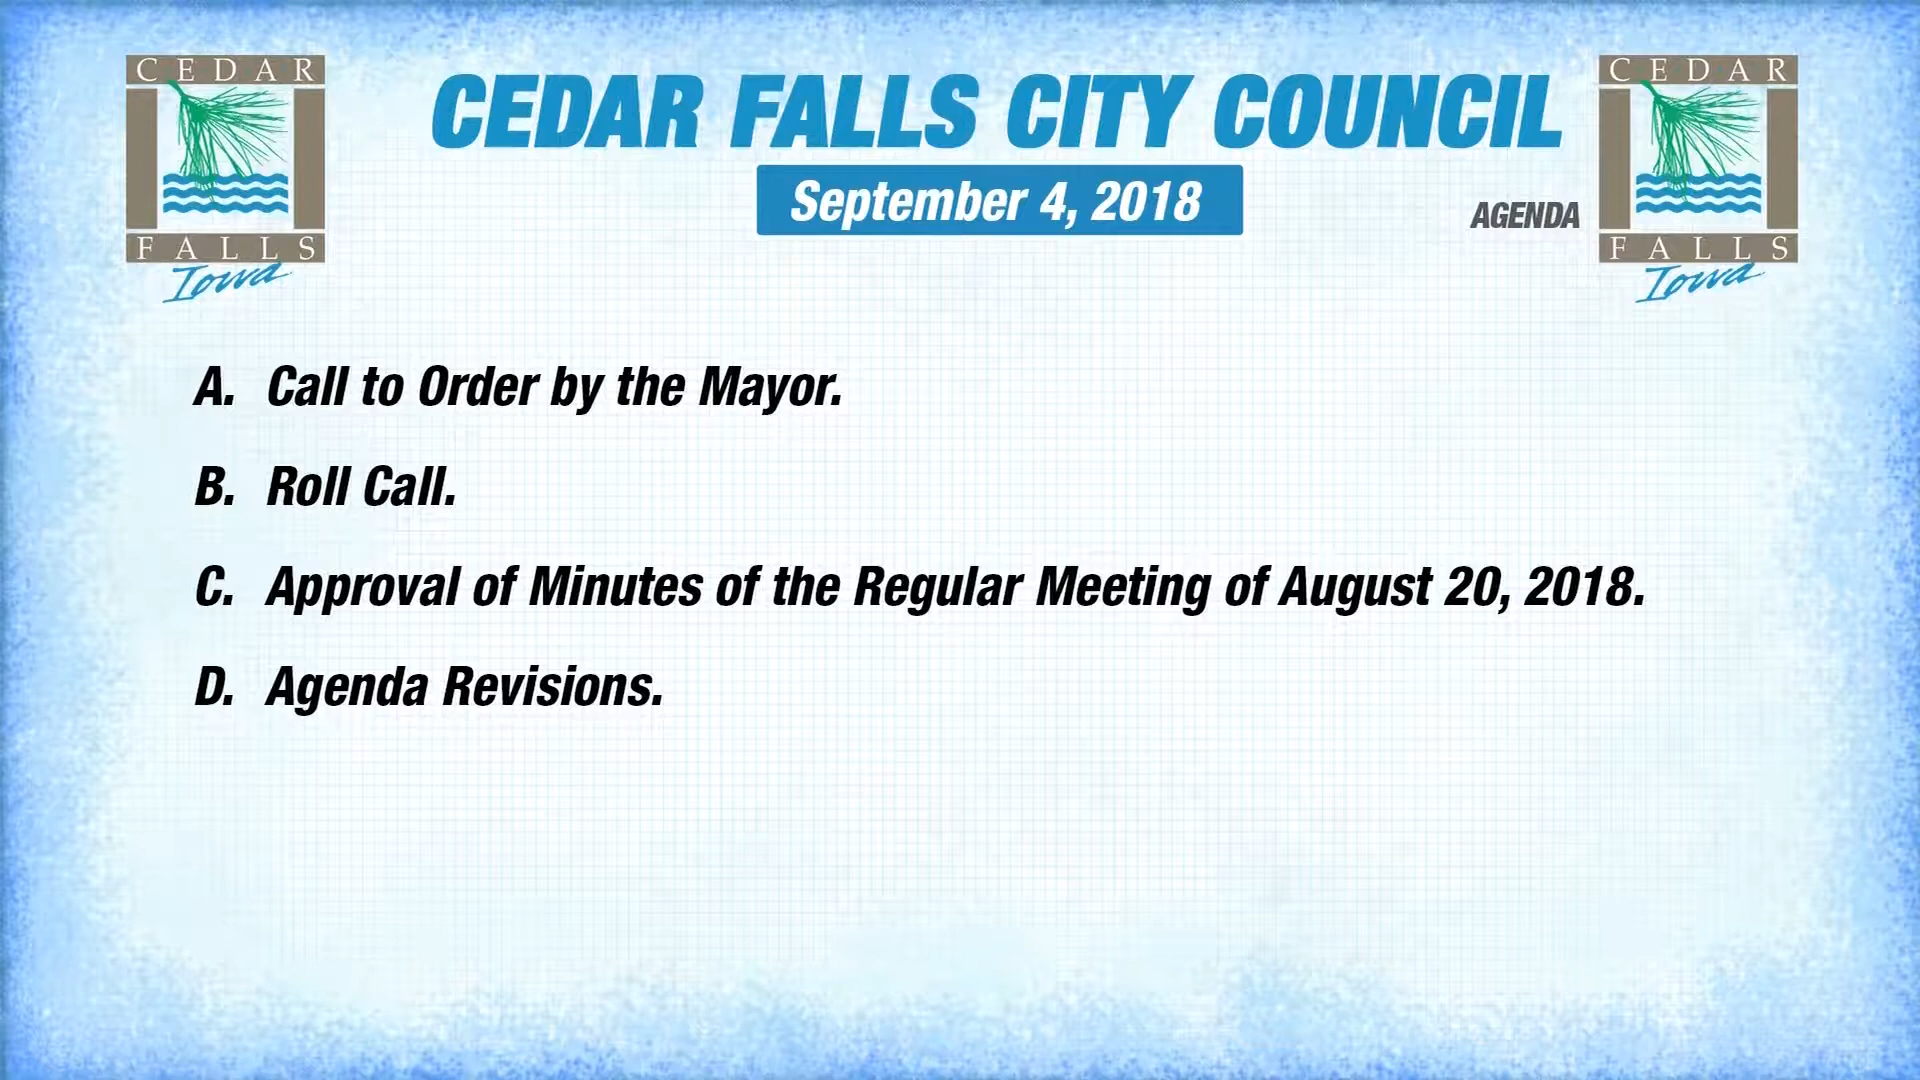 CEDAR
FALLS
Iowa
CEDAR FALLS CITY COUNCIL
September 4, 2018
AGENDA
CEDAR
FALLS
Iowa
A. Call to Order by the Mayor.
B. Roll Call.
C. Approval of Minutes of the Regular Meeting of August 20, 2018.
D. Agenda Revisions.